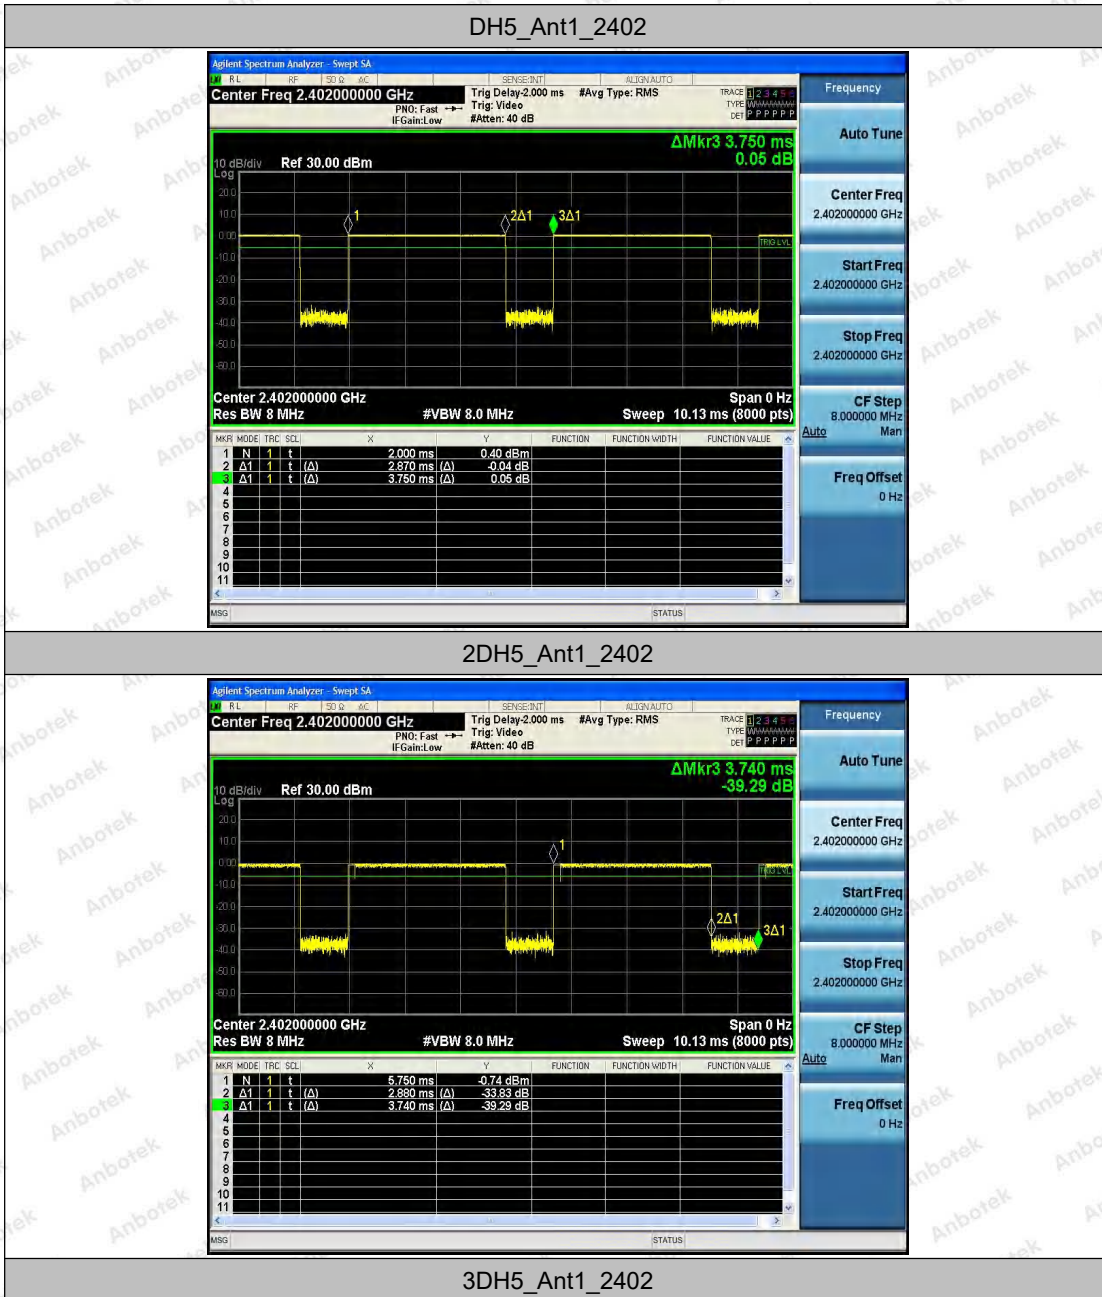 DH5_Ant1_2402
Agilent Spectrum Analyzer - Swept SA
RL RF 50 Ω AC SENSE:INT ALIGNAUTO
Center Freq 2.402000000 GHz
PNO: Fast
IFGain:Low
Trig Delay-2.000 ms
Trig: Video
#Atten: 40 dB
#Avg Type: RMS
TRACE 1 2 3 4 5 6
TYPE
DET P P P P P P
ΔMkr3 3.750 ms
0.05 dB
10 dB/div Ref 30.00 dBm
Log
20.0
10.0
0.00
-10.0
-20.0
-30.0
-40.0
-50.0
-60.0
1
2Δ1
3Δ1
TRIG LVL
Center 2.402000000 GHz Span 0 Hz
Res BW 8 MHz #VBW 8.0 MHz Sweep 10.13 ms (8000 pts)
MKR MODE TRC SCL X Y FUNCTION FUNCTION WIDTH FUNCTION VALUE
1 N 1 t 2.000 ms 0.40 dBm
2 Δ1 1 t (Δ) 2.870 ms (Δ) -0.04 dB
3 Δ1 1 t (Δ) 3.750 ms (Δ) 0.05 dB
4
5
6
7
8
9
10
11
MSG STATUS
Frequency
Auto Tune
Center Freq
2.402000000 GHz
Start Freq
2.402000000 GHz
Stop Freq
2.402000000 GHz
CF Step
8.000000 MHz
Auto Man
Freq Offset
0 Hz
2DH5_Ant1_2402
Agilent Spectrum Analyzer - Swept SA
RL RF 50 Ω AC SENSE:INT ALIGNAUTO
Center Freq 2.402000000 GHz
PNO: Fast
IFGain:Low
Trig Delay-2.000 ms
Trig: Video
#Atten: 40 dB
#Avg Type: RMS
TRACE 1 2 3 4 5 6
TYPE
DET P P P P P P
ΔMkr3 3.740 ms
-39.29 dB
10 dB/div Ref 30.00 dBm
Log
20.0
10.0
0.00
-10.0
-20.0
-30.0
-40.0
-50.0
-60.0
1
2Δ1
3Δ1
TRIG LVL
Center 2.402000000 GHz Span 0 Hz
Res BW 8 MHz #VBW 8.0 MHz Sweep 10.13 ms (8000 pts)
MKR MODE TRC SCL X Y FUNCTION FUNCTION WIDTH FUNCTION VALUE
1 N 1 t 5.750 ms -0.74 dBm
2 Δ1 1 t (Δ) 2.880 ms (Δ) -33.83 dB
3 Δ1 1 t (Δ) 3.740 ms (Δ) -39.29 dB
4
5
6
7
8
9
10
11
MSG STATUS
Frequency
Auto Tune
Center Freq
2.402000000 GHz
Start Freq
2.402000000 GHz
Stop Freq
2.402000000 GHz
CF Step
8.000000 MHz
Auto Man
Freq Offset
0 Hz
3DH5_Ant1_2402
Anbotek